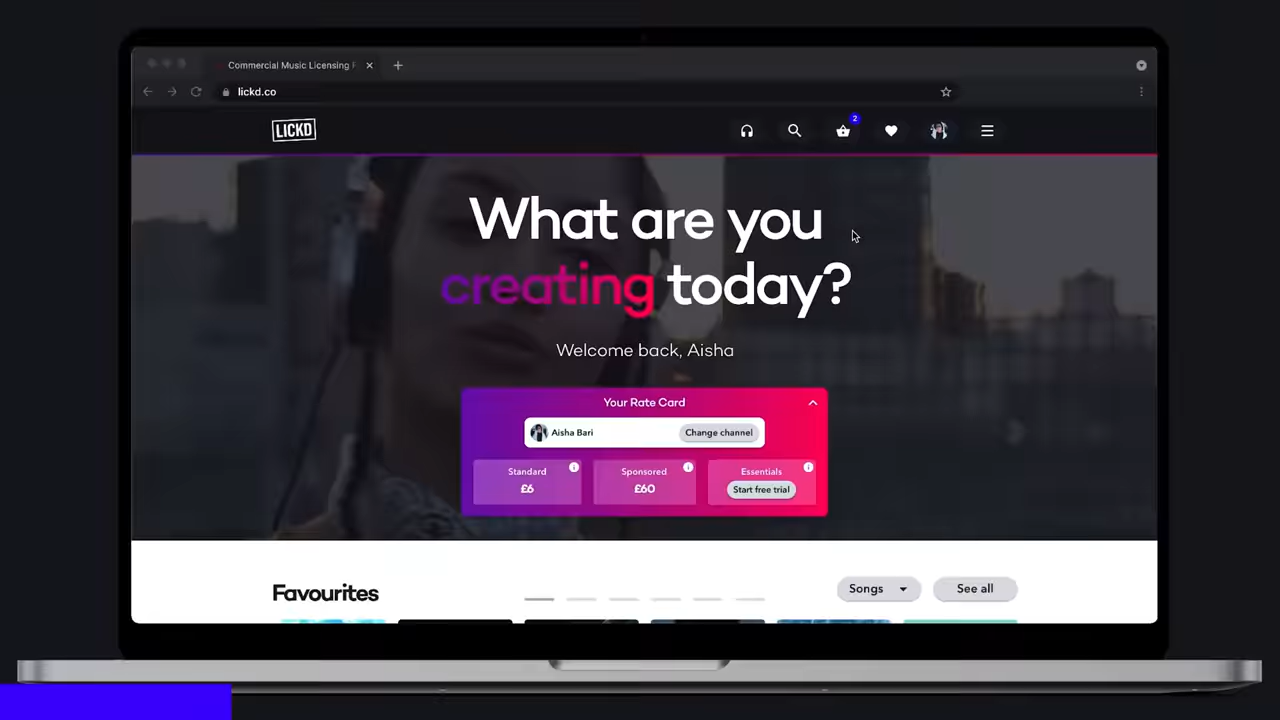 Commercial Music Licensing F
lickd.co
LICKD
2
What are you
creating today?
Welcome back, Aisha
Your Rate Card
Aisha Bari
Change channel
Standard
£6
Sponsored
£60
Essentials
Start free trial
Favourites
Songs
See all